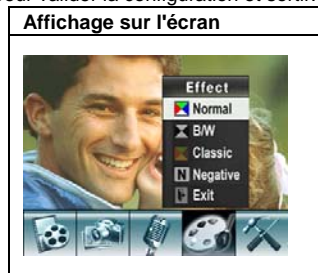 Affichage sur l'écran
Effect
Normal
B/W
Classic
N Negative
Exit